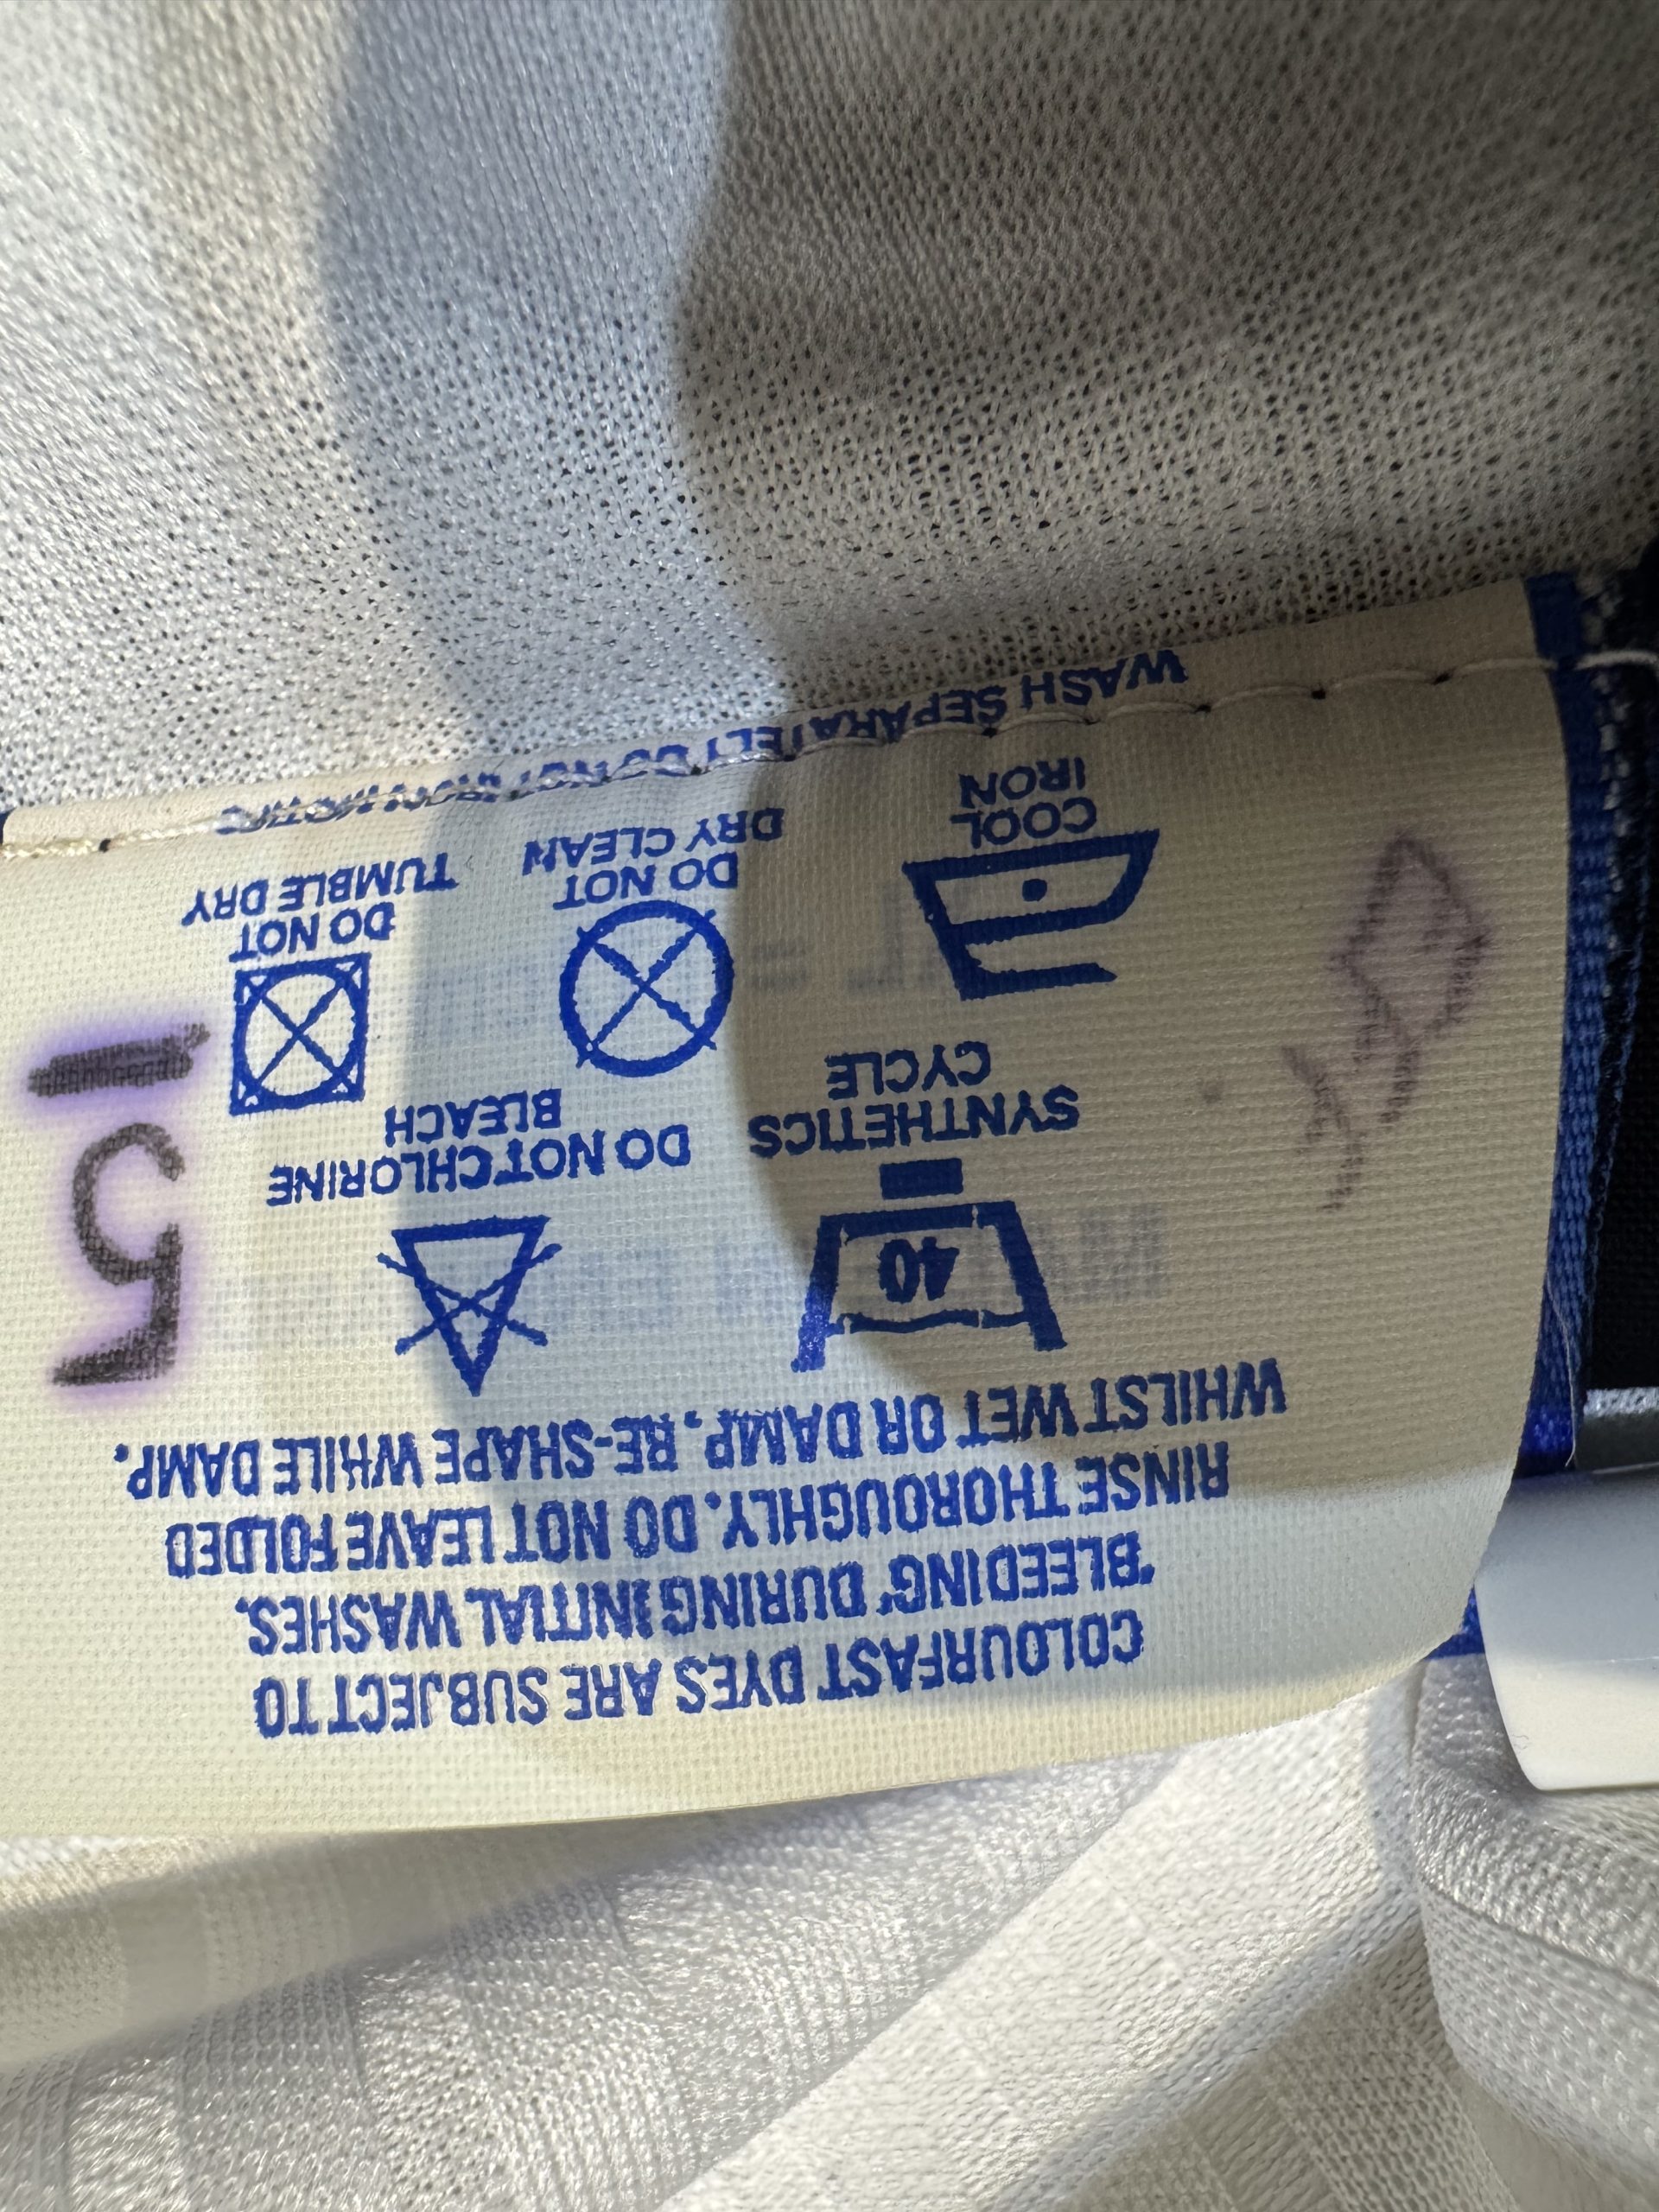 COLOURFAST DYES ARE SUBJECT TO
'BLEEDING' DURING INITIAL WASHES.
RINSE THOROUGHLY. DO NOT LEAVE FOLDED
WHILST WET OR DAMP. RE-SHAPE WHILE DAMP.
40
SYNTHETICS
CYCLE
DO NOT CHLORINE
BLEACH
COOL
IRON
DO NOT
DRY CLEAN
DO NOT
TUMBLE DRY
WASH SEPARATELY DO NOT IRON MOTIFS